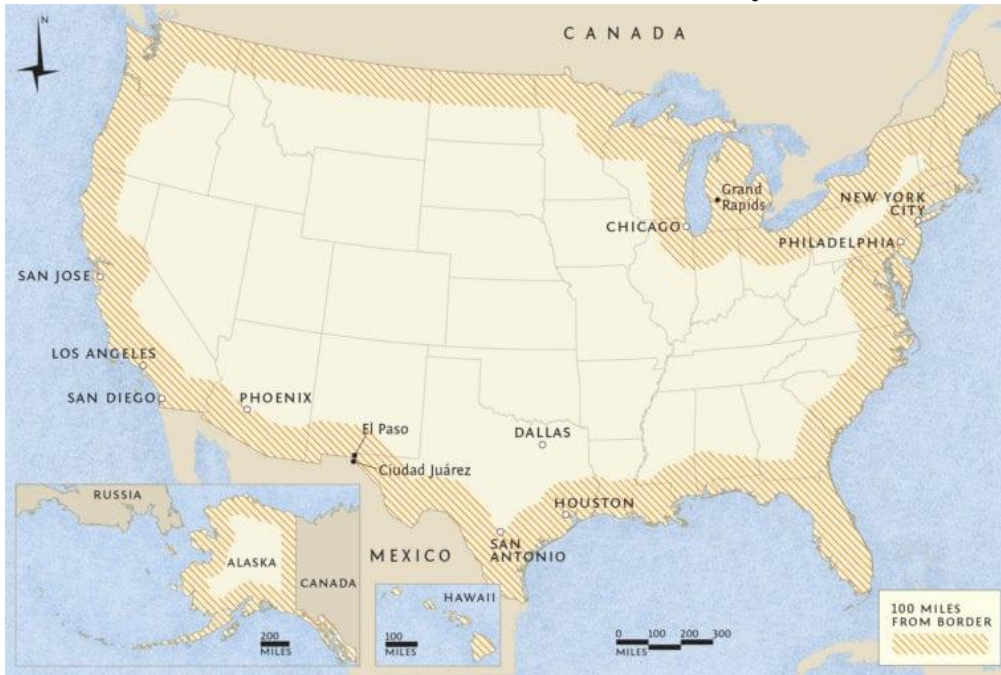 N
CANADA
Grand
Rapids
NEW YORK
CITY
CHICAGO
PHILADELPHIA
SAN JOSE
LOS ANGELES
SAN DIEGO
PHOENIX
El Paso
DALLAS
Ciudad Juárez
HOUSTON
SAN
ANTONIO
MEXICO
RUSSIA
ALASKA
CANADA
200
MILES
HAWAII
100
MILES
0 100 200 300
MILES
100 MILES
FROM BORDER